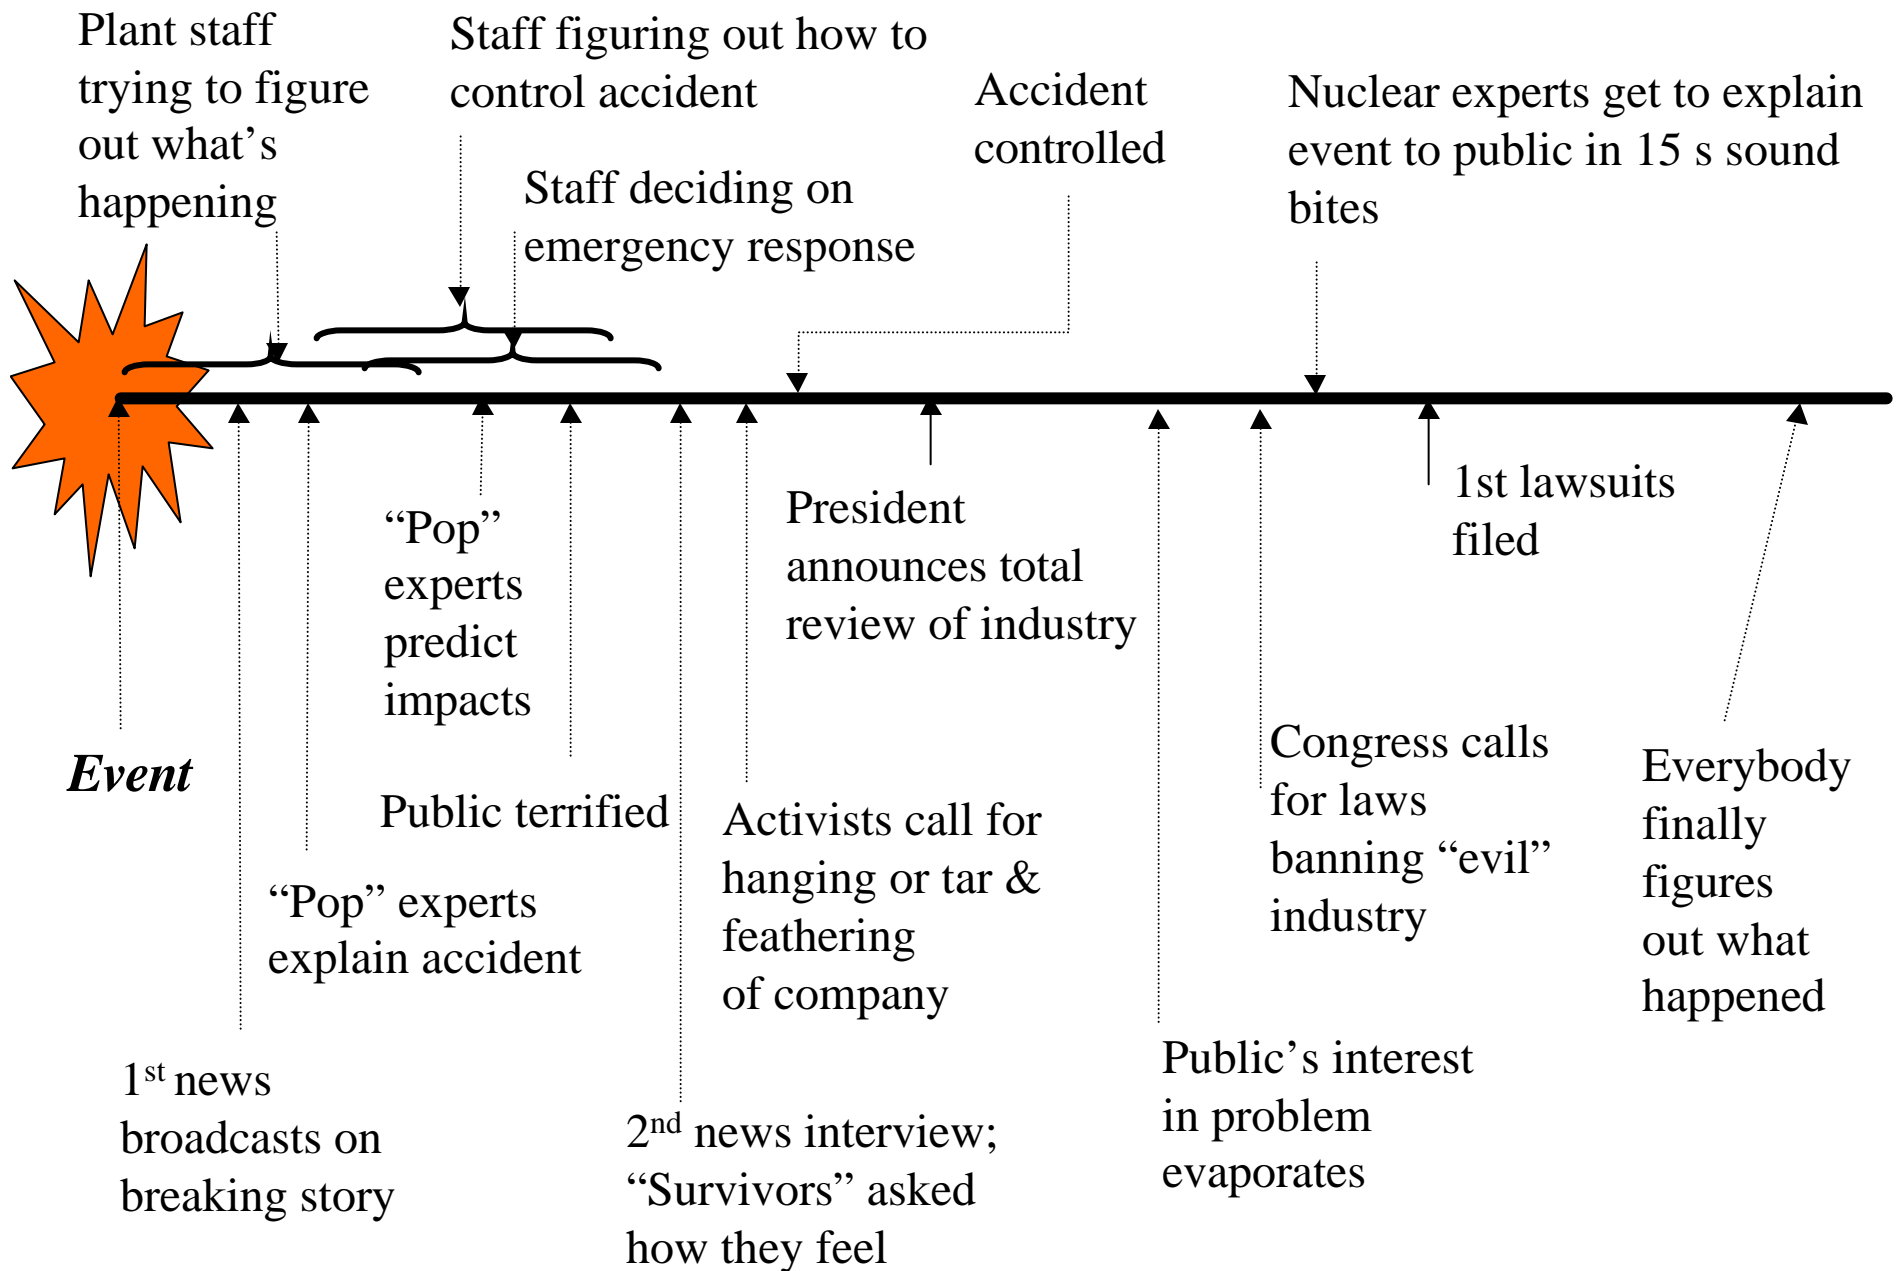 Plant staff
trying to figure
out what's
happening
Staff figuring out how to
control accident
Staff deciding on
emergency response
Accident
controlled
Nuclear experts get to explain
event to public in 15 s sound
bites
Event
1st news
broadcasts on
breaking story
“Pop” experts
explain accident
“Pop”
experts
predict
impacts
Public terrified
2nd news interview;
“Survivors” asked
how they feel
Activists call for
hanging or tar &
feathering
of company
President
announces total
review of industry
Public's interest
in problem
evaporates
Congress calls
for laws
banning “evil”
industry
1st lawsuits
filed
Everybody
finally
figures
out what
happened